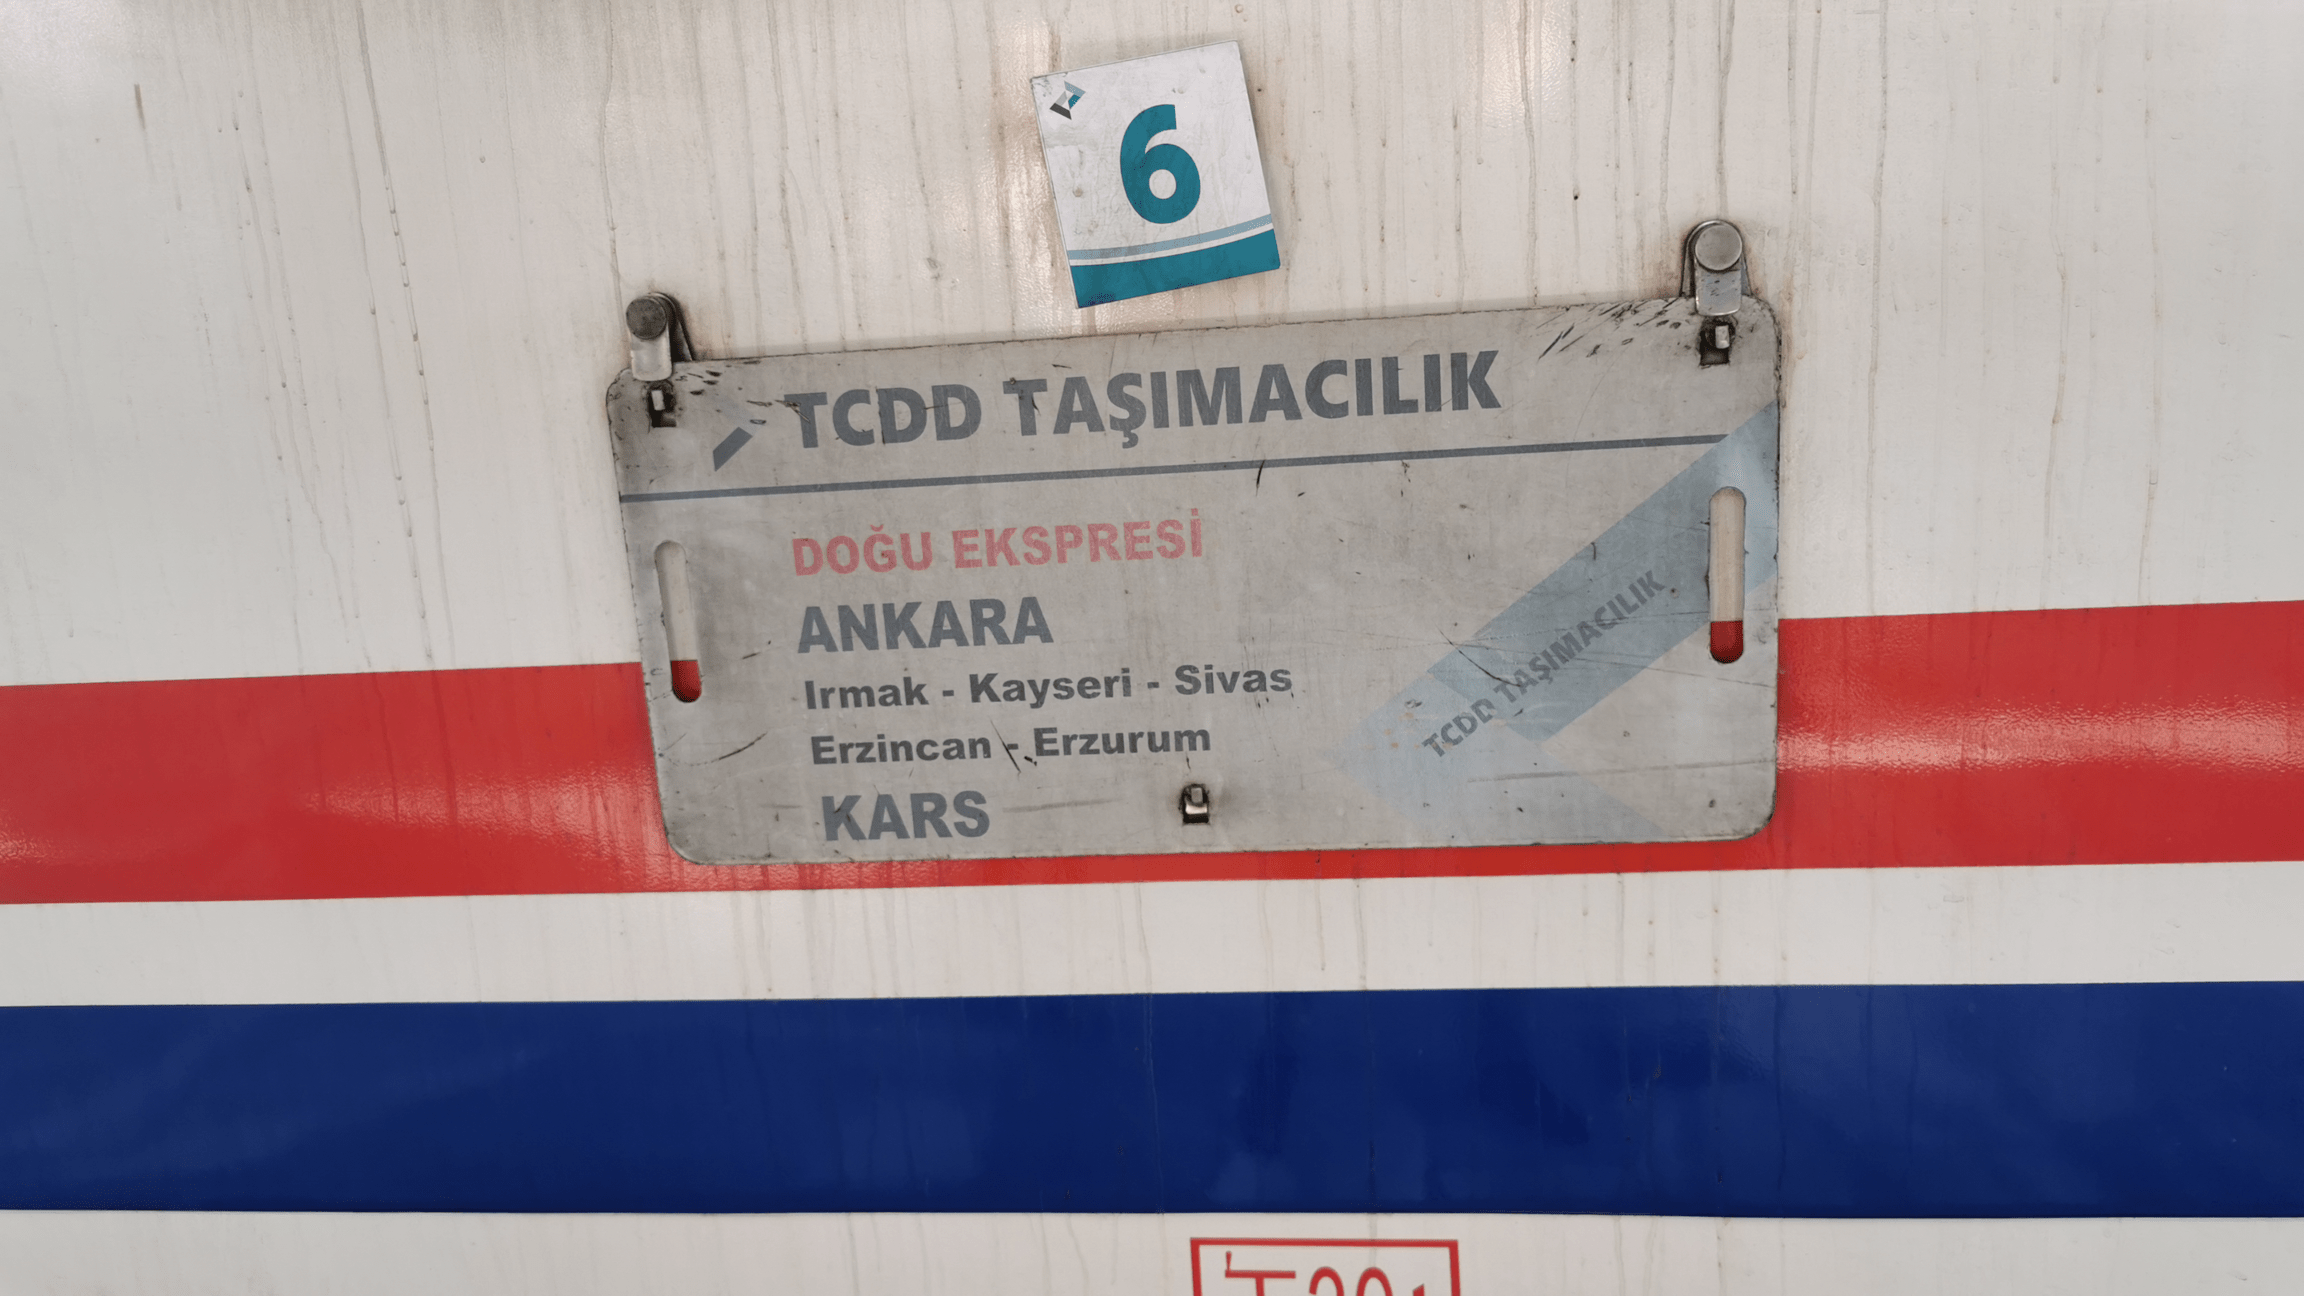 6
TCDD TAŞIMACILIK
DOĞU EKSPRESİ
ANKARA
Irmak - Kayseri - Sivas
Erzincan - Erzurum
KARS
TCDD TAŞIMACILIK